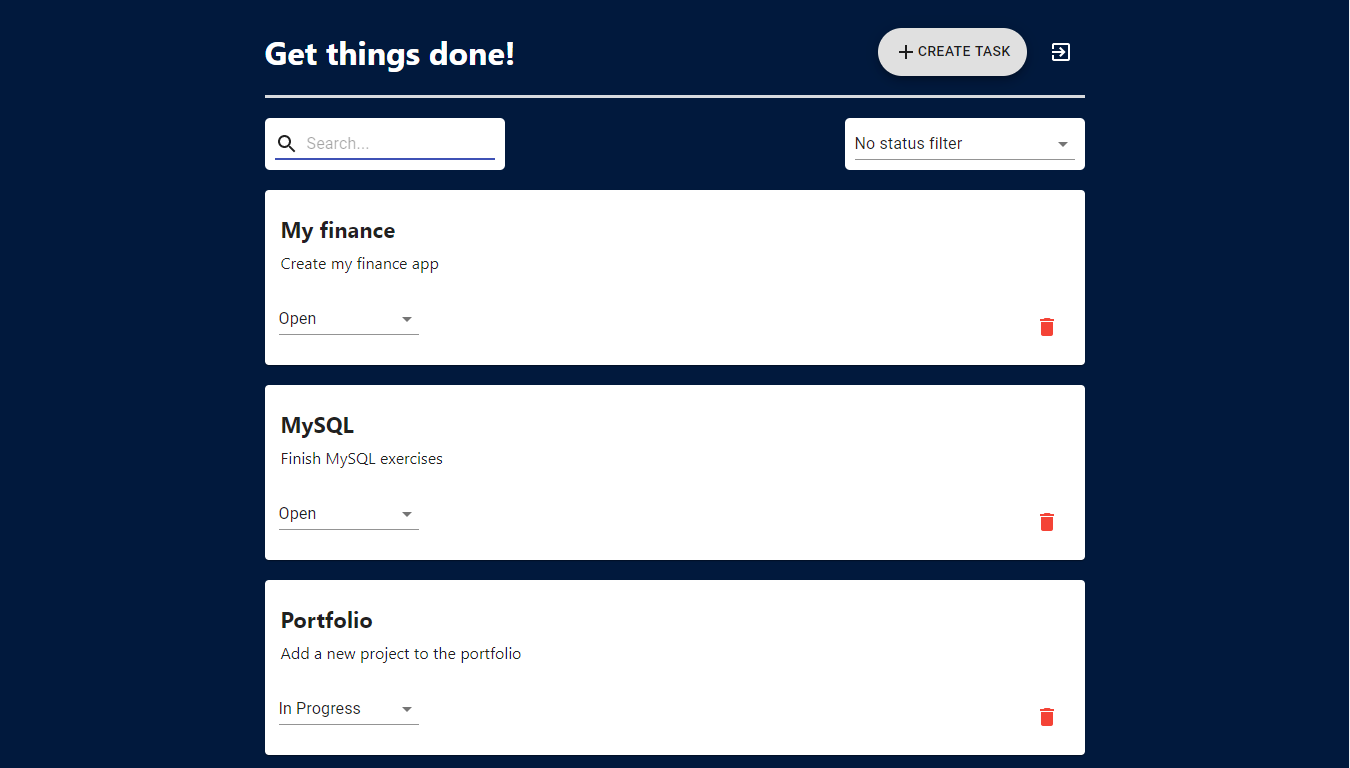 Get things done!
CREATE TASK
Search...
No status filter
My finance
Create my finance app
Open
MySQL
Finish MySQL exercises
Open
Portfolio
Add a new project to the portfolio
In Progress